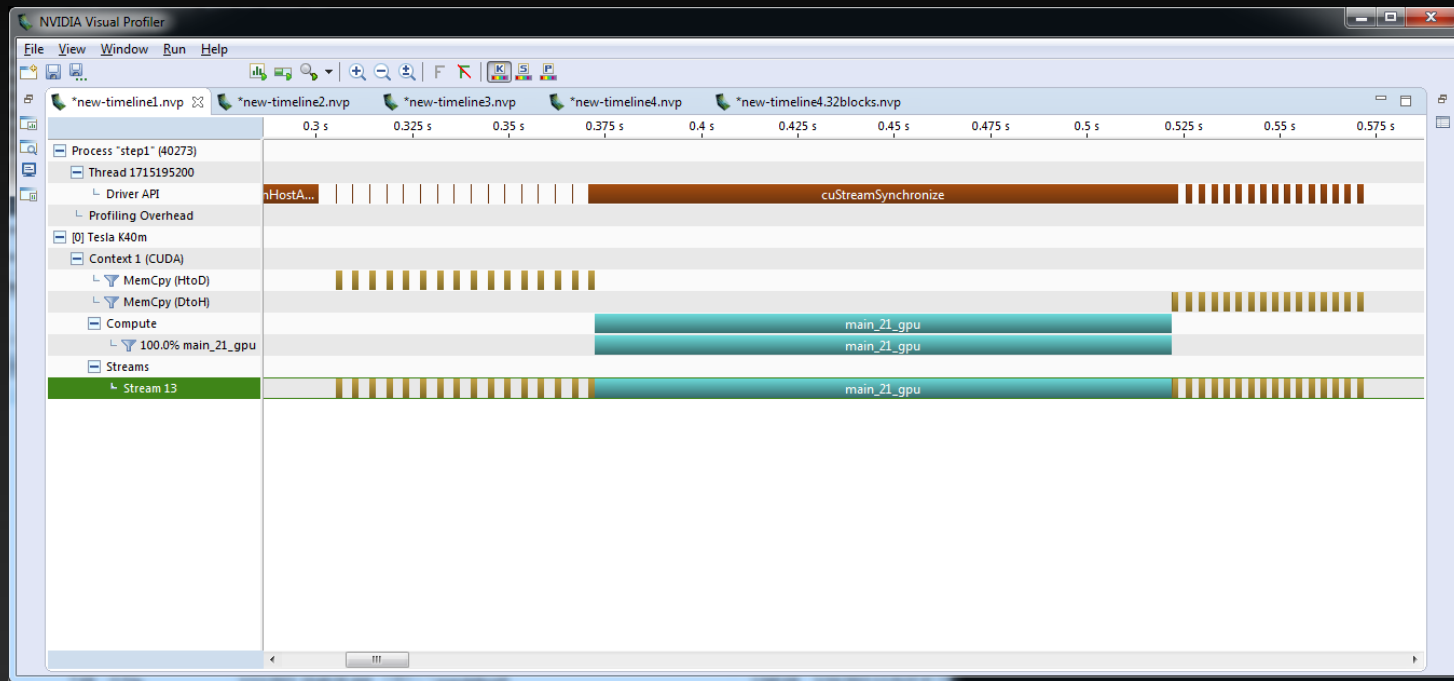 NVIDIA Visual Profiler
File View Window Run Help
F K S P
*new-timeline1.nvp *new-timeline2.nvp *new-timeline3.nvp *new-timeline4.nvp *new-timeline4.32blocks.nvp
0.3 s 0.325 s 0.35 s 0.375 s 0.4 s 0.425 s 0.45 s 0.475 s 0.5 s 0.525 s 0.55 s 0.575 s
Process "step1" (40273)
Thread 1715195200
Driver API nHostA... cuStreamSynchronize
Profiling Overhead
[0] Tesla K40m
Context 1 (CUDA)
MemCpy (HtoD)
MemCpy (DtoH)
Compute main_21_gpu
100.0% main_21_gpu main_21_gpu
Streams
Stream 13 main_21_gpu